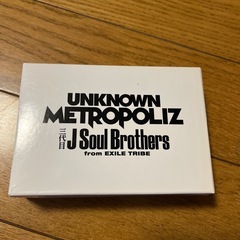 UNKNOWN
METROPOLIZ
三代目 J Soul Brothers
from EXILE TRIBE